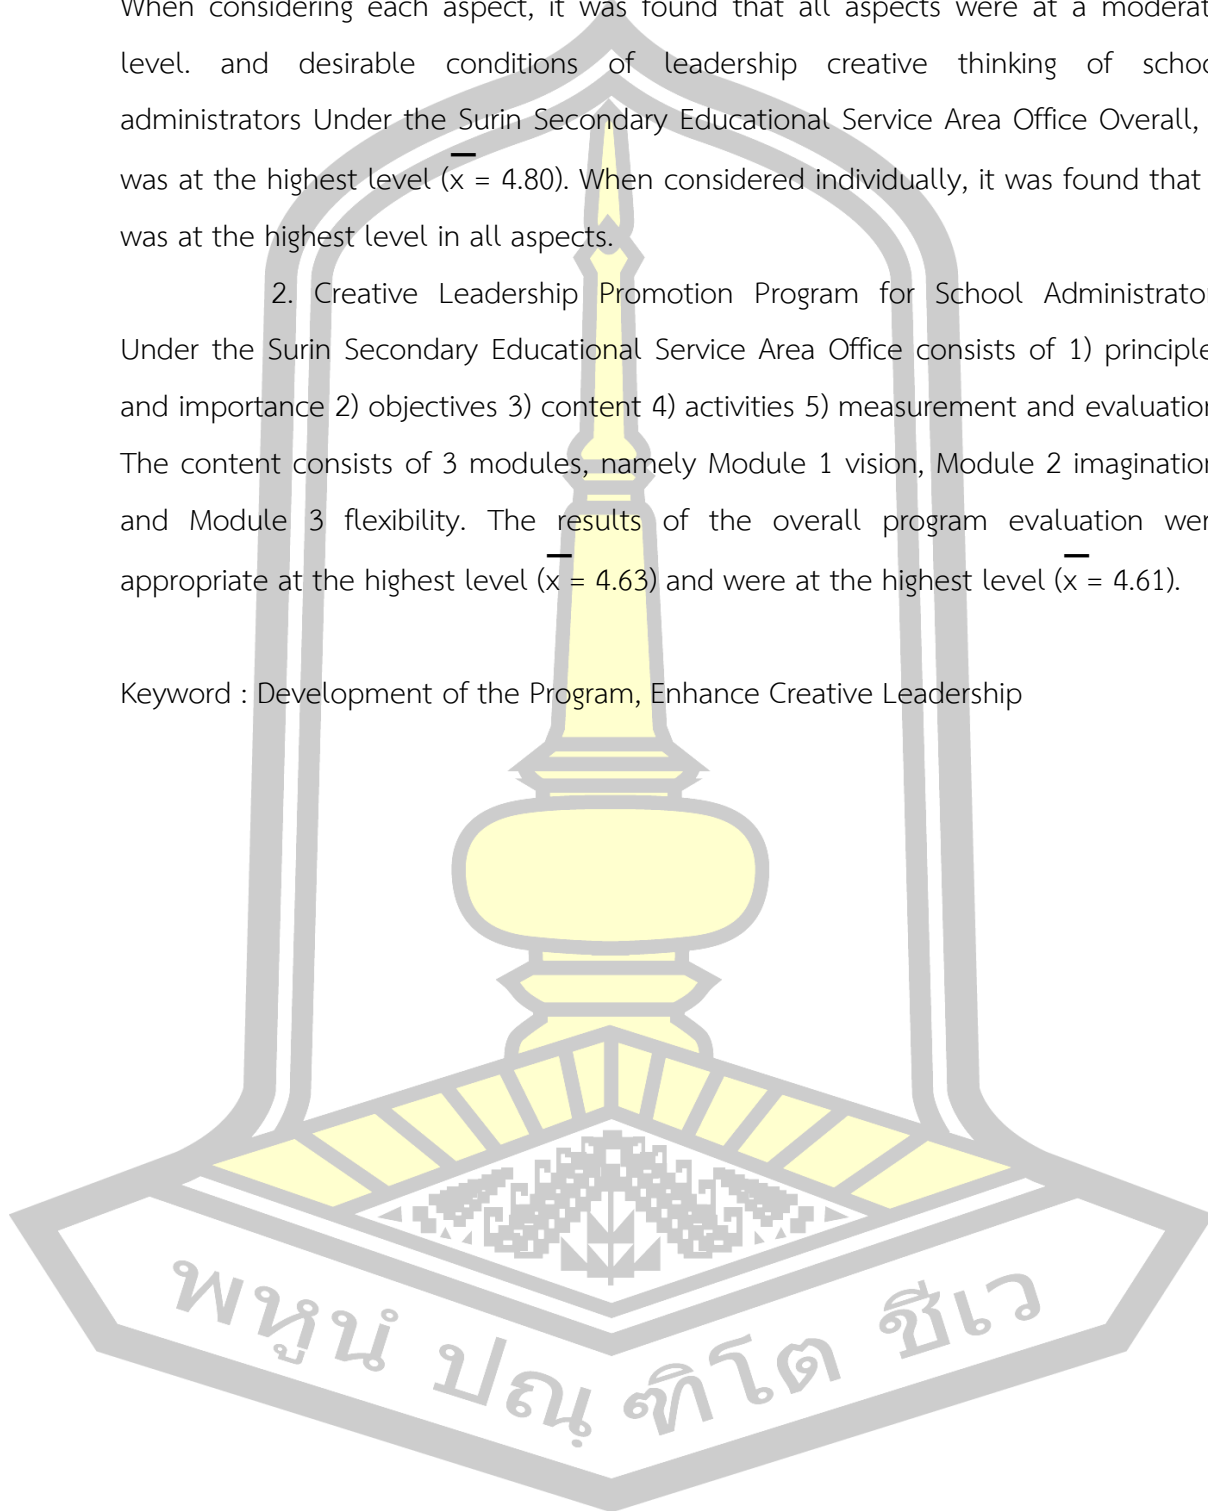 When considering each aspect, it was found that all aspects were at a moderat
level. and desirable conditions of leadership creative thinking of schoo
administrators Under the Surin Secondary Educational Service Area Office Overall,
was at the highest level (x̄ = 4.80). When considered individually, it was found that
was at the highest level in all aspects.
2. Creative Leadership Promotion Program for School Administrator
Under the Surin Secondary Educational Service Area Office consists of 1) principle
and importance 2) objectives 3) content 4) activities 5) measurement and evaluation
The content consists of 3 modules, namely Module 1 vision, Module 2 imagination
and Module 3 flexibility. The results of the overall program evaluation wer
appropriate at the highest level (x̄ = 4.63) and were at the highest level (x̄ = 4.61).
Keyword : Development of the Program, Enhance Creative Leadership
พหูนํ ปณฺฑิโต ชีเว